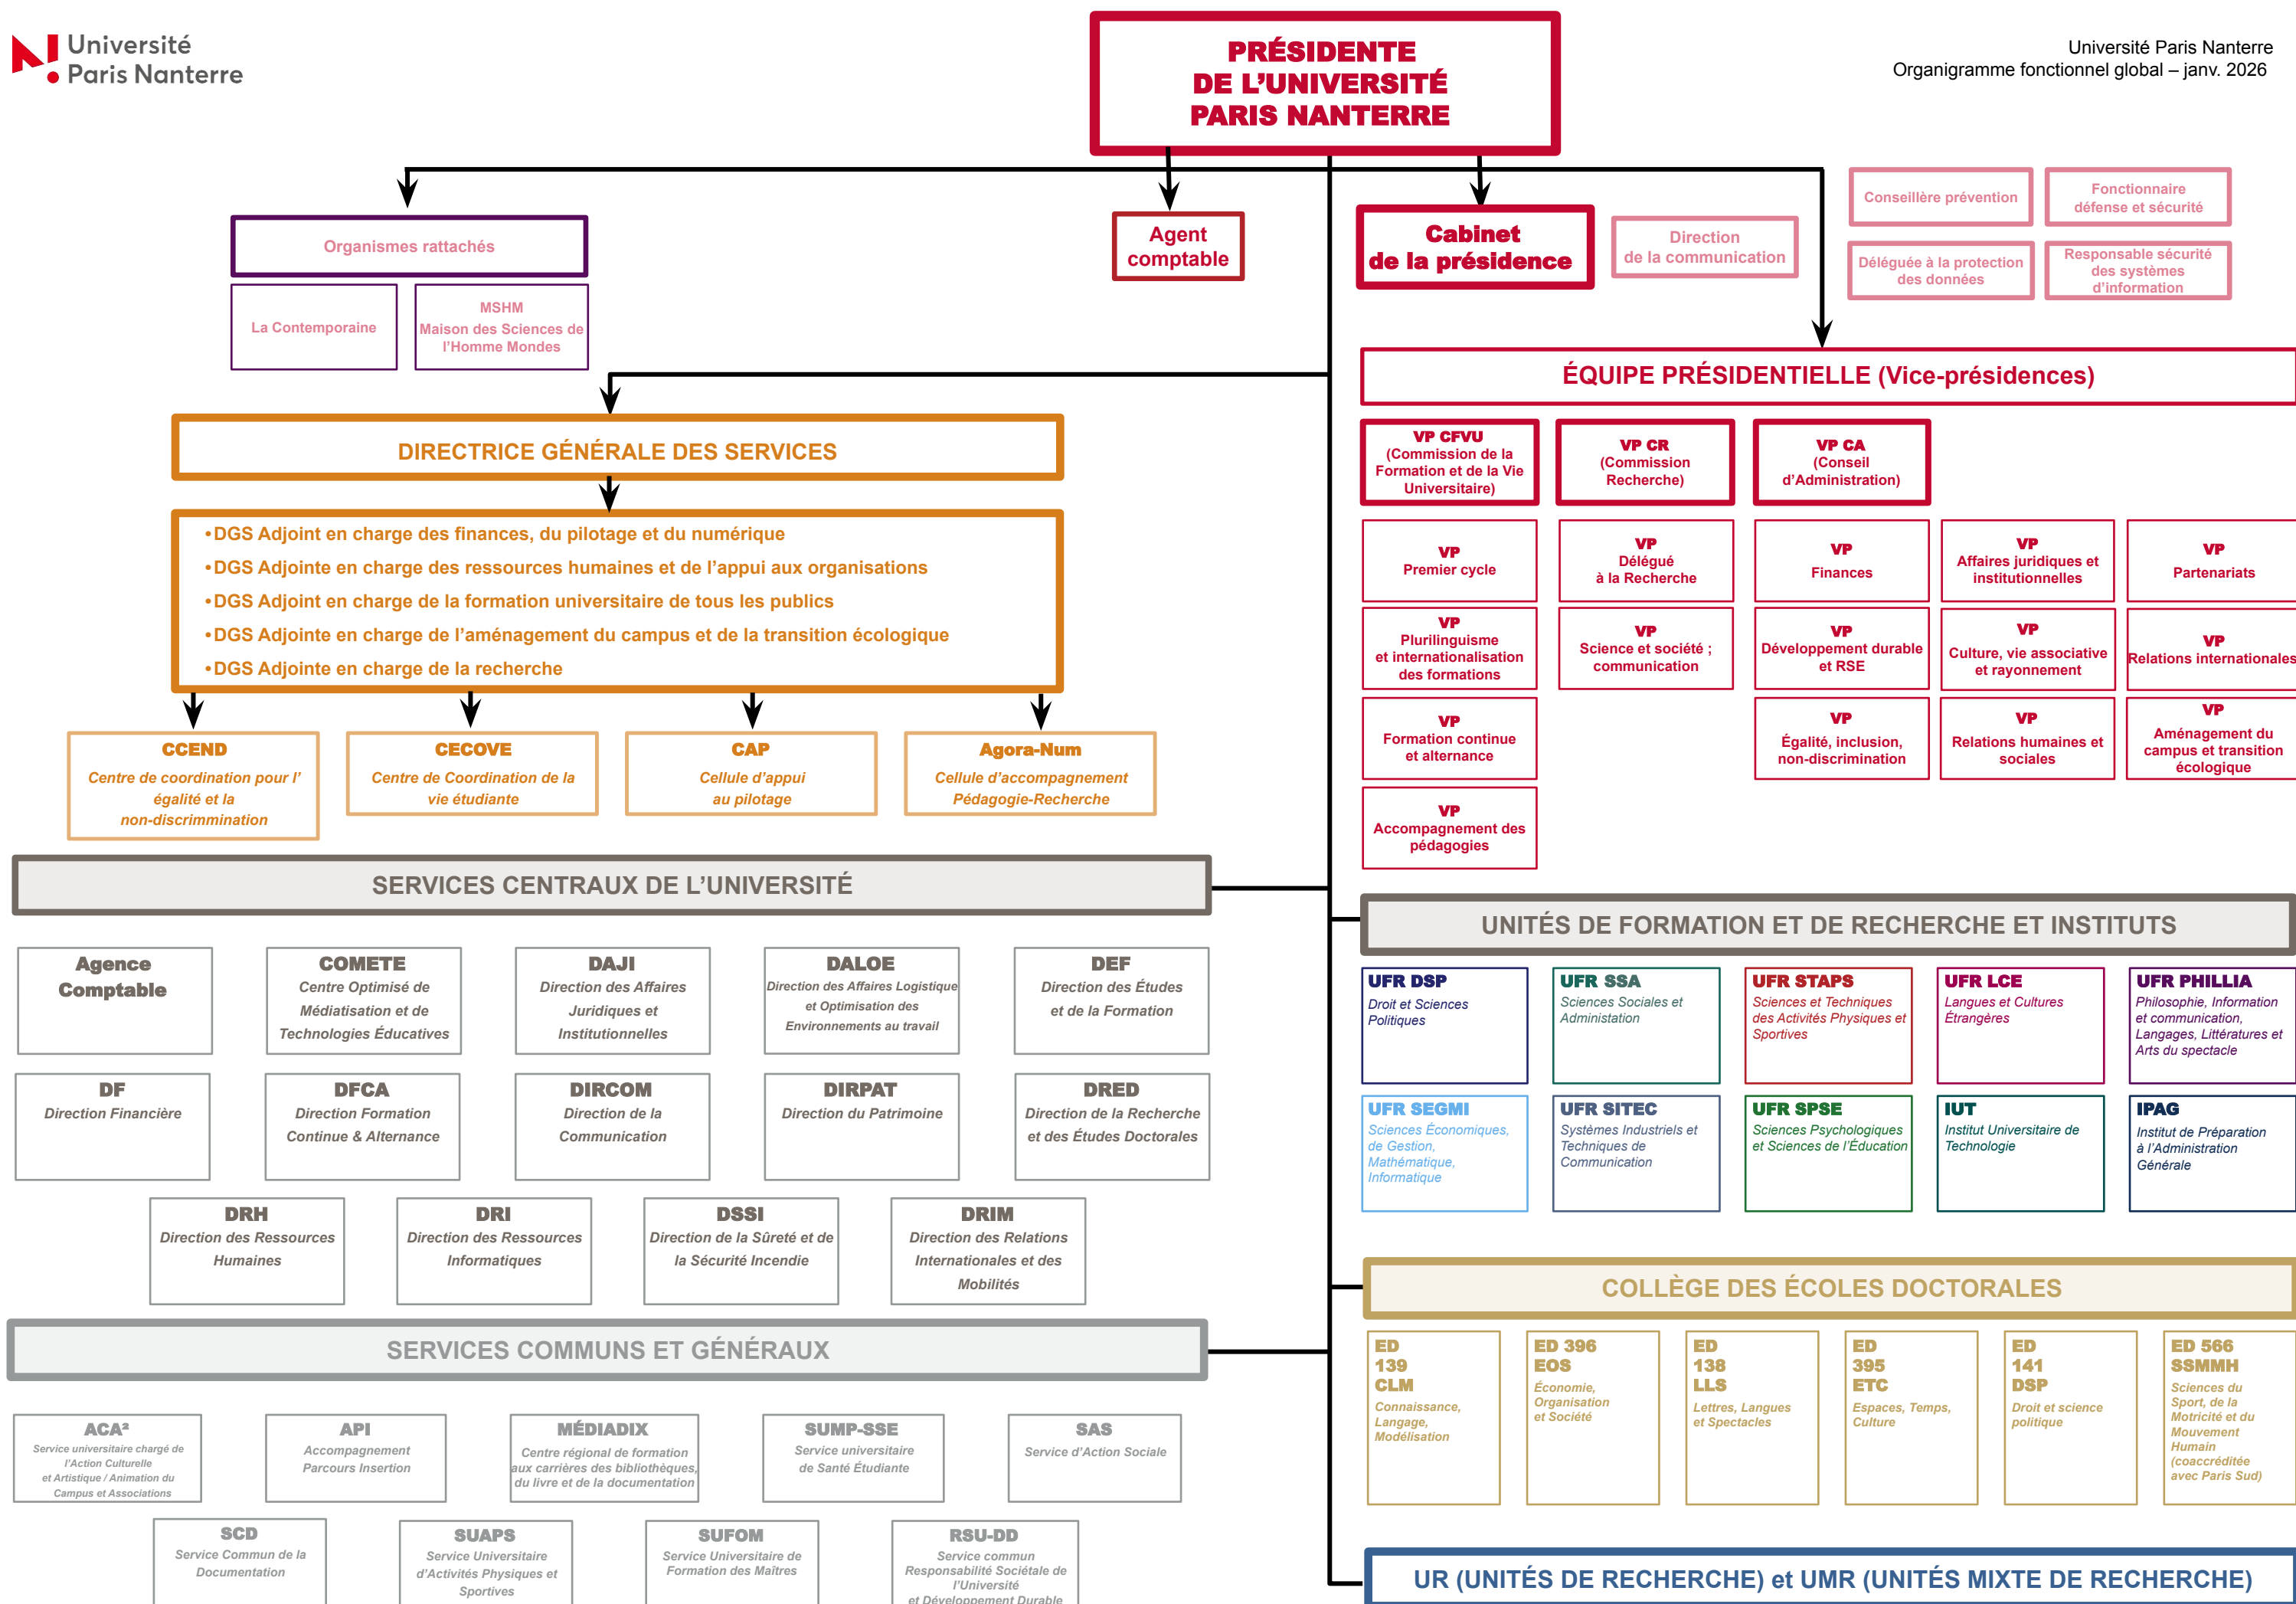 Université
Paris Nanterre
PRÉSIDENTE
DE L'UNIVERSITÉ
PARIS NANTERRE
Université Paris Nanterre
Organigramme fonctionnel global – janv. 2026
Organismes rattachés
La Contemporaine
MSHM
Maison des Sciences de
l'Homme Mondes
Agent
comptable
Cabinet
de la présidence
Direction
de la communication
Conseillère prévention
Fonctionnaire
défense et sécurité
Déléguée à la protection
des données
Responsable sécurité
des systèmes
d'information
ÉQUIPE PRÉSIDENTIELLE (Vice-présidences)
VP CFVU
(Commission de la
Formation et de la Vie
Universitaire)
VP CR
(Commission
Recherche)
VP CA
(Conseil
d'Administration)
VP
Premier cycle
VP
Délégué
à la Recherche
VP
Finances
VP
Affaires juridiques et
institutionnelles
VP
Partenariats
VP
Plurilinguisme
et internationalisation
des formations
VP
Science et société ;
communication
VP
Développement durable
et RSE
VP
Culture, vie associative
et rayonnement
VP
Relations internationales
VP
Formation continue
et alternance
VP
Égalité, inclusion,
non-discrimination
VP
Relations humaines et
sociales
VP
Aménagement du
campus et transition
écologique
VP
Accompagnement des
pédagogies
DIRECTRICE GÉNÉRALE DES SERVICES
•DGS Adjoint en charge des finances, du pilotage et du numérique
•DGS Adjointe en charge des ressources humaines et de l'appui aux organisations
•DGS Adjoint en charge de la formation universitaire de tous les publics
•DGS Adjointe en charge de l'aménagement du campus et de la transition écologique
•DGS Adjointe en charge de la recherche
CCEND
Centre de coordination pour l'
égalité et la
non-discrimmination
CECOVE
Centre de Coordination de la
vie étudiante
CAP
Cellule d'appui
au pilotage
Agora-Num
Cellule d'accompagnement
Pédagogie-Recherche
SERVICES CENTRAUX DE L'UNIVERSITÉ
Agence
Comptable
COMETE
Centre Optimisé de
Médiatisation et de
Technologies Éducatives
DAJI
Direction des Affaires
Juridiques et
Institutionnelles
DALOE
Direction des Affaires Logistique
et Optimisation des
Environnements au travail
DEF
Direction des Études
et de la Formation
DF
Direction Financière
DFCA
Direction Formation
Continue & Alternance
DIRCOM
Direction de la
Communication
DIRPAT
Direction du Patrimoine
DRED
Direction de la Recherche
et des Études Doctorales
DRH
Direction des Ressources
Humaines
DRI
Direction des Ressources
Informatiques
DSSI
Direction de la Sûreté et de
la Sécurité Incendie
DRIM
Direction des Relations
Internationales et des
Mobilités
SERVICES COMMUNS ET GÉNÉRAUX
ACA²
Service universitaire chargé de
l'Action Culturelle
et Artistique / Animation du
Campus et Associations
API
Accompagnement
Parcours Insertion
MÉDIADIX
Centre régional de formation
aux carrières des bibliothèques,
du livre et de la documentation
SUMP-SSE
Service universitaire
de Santé Étudiante
SAS
Service d'Action Sociale
SCD
Service Commun de la
Documentation
SUAPS
Service Universitaire
d'Activités Physiques et
Sportives
SUFOM
Service Universitaire de
Formation des Maîtres
RSU-DD
Service commun
Responsabilité Sociétale de
l'Université
et Développement Durable
UNITÉS DE FORMATION ET DE RECHERCHE ET INSTITUTS
UFR DSP
Droit et Sciences
Politiques
UFR SSA
Sciences Sociales et
Administation
UFR STAPS
Sciences et Techniques
des Activités Physiques et
Sportives
UFR LCE
Langues et Cultures
Étrangères
UFR PHILLIA
Philosophie, Information
et communication,
Langages, Littératures et
Arts du spectacle
UFR SEGMI
Sciences Économiques,
de Gestion,
Mathématique,
Informatique
UFR SITEC
Systèmes Industriels et
Techniques de
Communication
UFR SPSE
Sciences Psychologiques
et Sciences de l'Éducation
IUT
Institut Universitaire de
Technologie
IPAG
Institut de Préparation
à l'Administration
Générale
COLLÈGE DES ÉCOLES DOCTORALES
ED
139
CLM
Connaissance,
Langage,
Modélisation
ED 396
EOS
Économie,
Organisation
et Société
ED
138
LLS
Lettres, Langues
et Spectacles
ED
395
ETC
Espaces, Temps,
Culture
ED
141
DSP
Droit et science
politique
ED 566
SSMMH
Sciences du
Sport, de la
Motricité et du
Mouvement
Humain
(coaccréditée
avec Paris Sud)
UR (UNITÉS DE RECHERCHE) et UMR (UNITÉS MIXTE DE RECHERCHE)